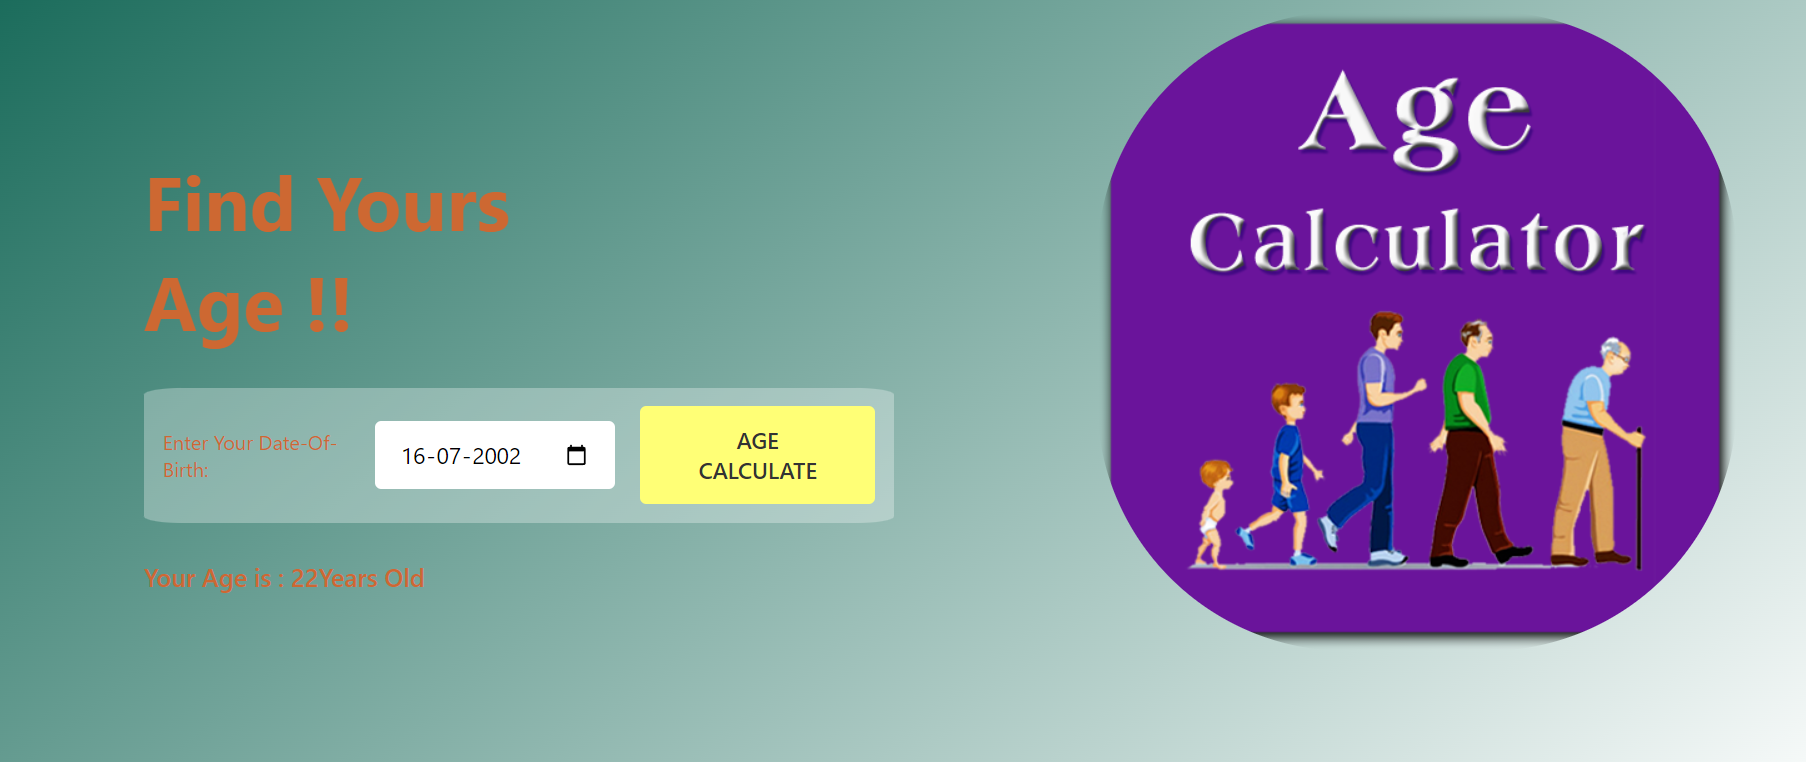 Find Yours
Age !!
Enter Your Date-Of-
Birth:
16-07-2002
AGE
CALCULATE
Your Age is : 22Years Old
Age
Calculator